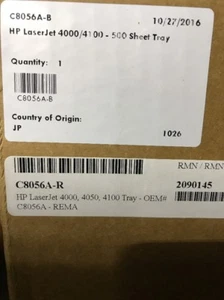 C8056A-B 10/27/2016
HP LaserJet 4000/4100 - 500 Sheet Tray
Quantity: 1
C8056A-B
Country of Origin:
JP 1026
RMN / RMN
C8056A-R 2090145
HP LaserJet 4000, 4050, 4100 Tray - OEM#
C8056A - REMA